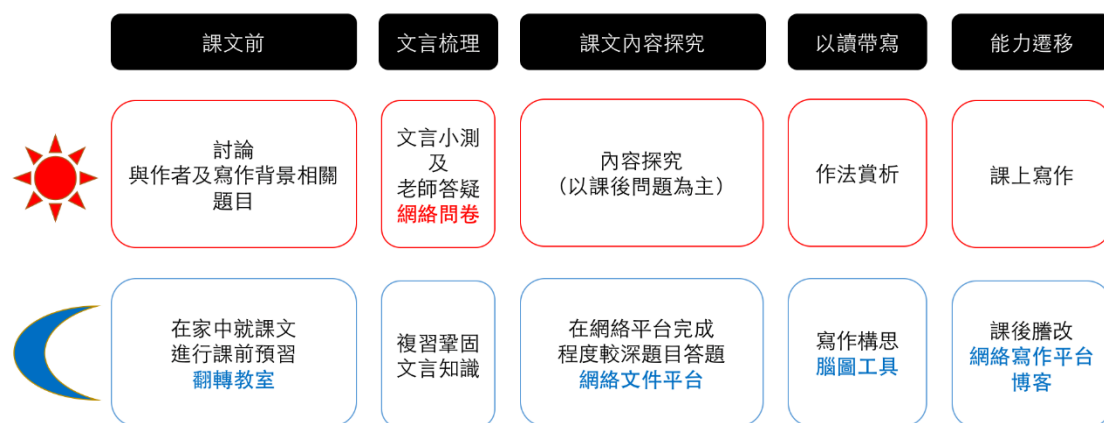 課文前
文言梳理
課文內容探究
以讀帶寫
能力遷移
討論
與作者及寫作背景相關
題目
文言小測
及
老師答疑
網絡問卷
內容探究
（以課後問題為主）
作法賞析
課上寫作
在家中就課文
進行課前預習
翻轉教室
複習鞏固
文言知識
在網絡平台完成
程度較深題目答題
網絡文件平台
寫作構思
腦圖工具
課後謄改
網絡寫作平台
博客